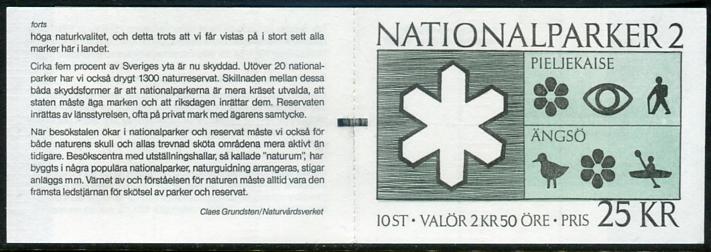 forts
höga naturkvalitet, och detta trots att vi får vistas på i stort sett alla
marker här i landet.
Cirka fem procent av Sveriges yta är nu skyddad. Utöver 20 national-
parker har vi också drygt 1300 naturreservat. Skillnaden mellan dessa
båda skyddsformer är att nationalparkerna är mera kräset utvalda, att
staten måste äga marken och att riksdagen inrättar dem. Reservaten
inrättas av länsstyrelsen, ofta på privat mark med ägarens samtycke.
När besökstalen ökar i nationalparker och reservat måste vi också för
både naturens skull och allas trevnad sköta områdena mera aktivt än
tidigare. Besökscentra med utställningshallar, så kallade "naturum", har
byggts i några populära nationalparker, naturguidning arrangeras, stigar
anläggs m m. Värnet av och förståelsen för naturen måste alltid vara den
främsta ledstjärnan för skötsel av parker och reservat.
Claes Grundsten/Naturvårdsverket
NATIONALPARKER 2
PIELJEKAISE
ÄNGSÖ
10 ST · VALÖR 2 KR 50 ÖRE · PRIS 25 KR